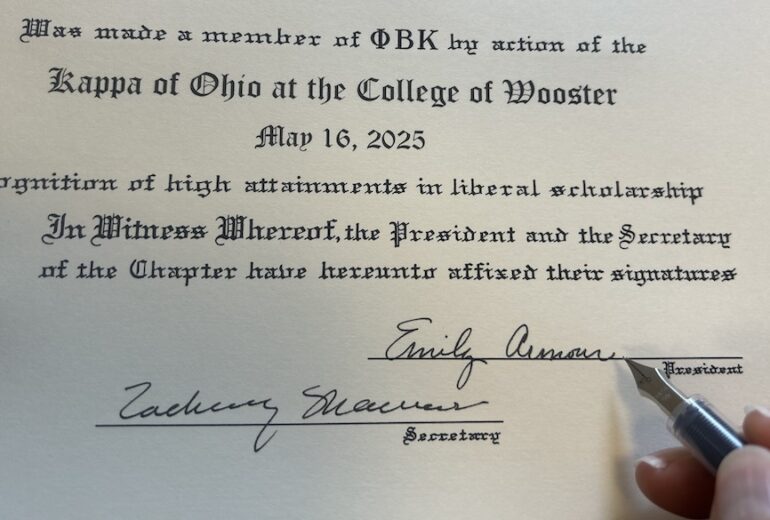 Was made a member of ΦBK by action of the
Kappa of Ohio at the College of Wooster
May 16, 2025
ognition of high attainments in liberal scholarship
In Witness Whereof, the President and the Secretary
of the Chapter have hereunto affixed their signatures
Emily Armour
President
Zachary
Secretary